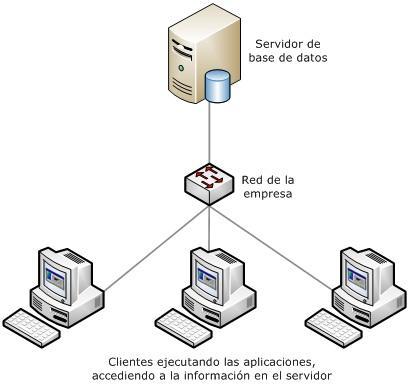 Servidor de
base de datos
Red de la
empresa
Clientes ejecutando las aplicaciones,
accediendo a la información en el servidor